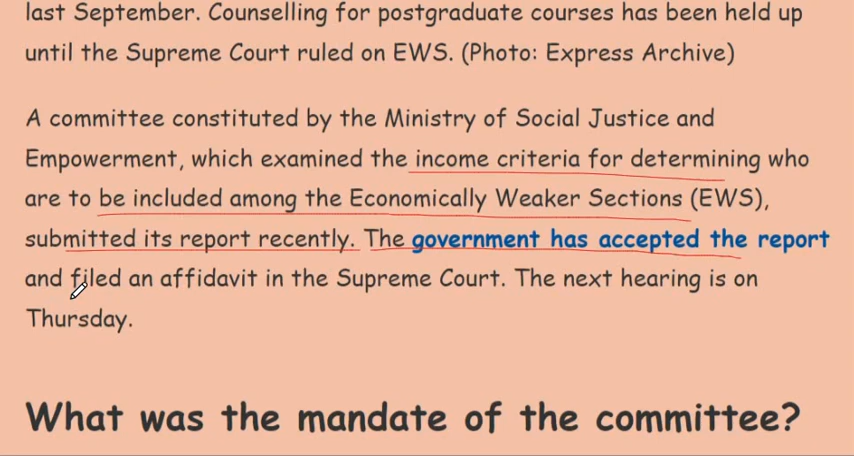 last September. Counselling for postgraduate courses has been held up
until the Supreme Court ruled on EWS. (Photo: Express Archive)
A committee constituted by the Ministry of Social Justice and
Empowerment, which examined the income criteria for determining who
are to be included among the Economically Weaker Sections (EWS),
submitted its report recently. The government has accepted the report
and filed an affidavit in the Supreme Court. The next hearing is on
Thursday.
What was the mandate of the committee?